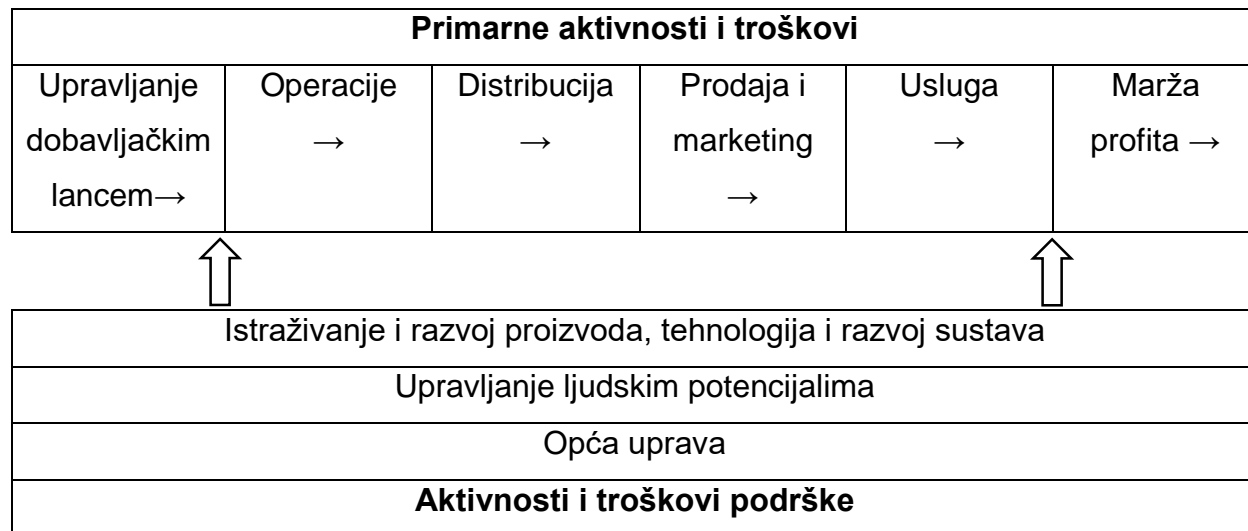 Primarne aktivnosti i troškovi
Upravljanje
dobavljačkim
lancem→
Operacije
→
Distribucija
→
Prodaja i
marketing
→
Usluga
→
Marža
profita →
Istraživanje i razvoj proizvoda, tehnologija i razvoj sustava
Upravljanje ljudskim potencijalima
Opća uprava
Aktivnosti i troškovi podrške